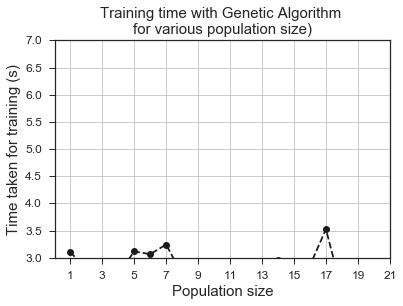 Training time with Genetic Algorithm
for various population size)
Time taken for training (s)
7.0
6.5
6.0
5.5
5.0
4.5
4.0
3.5
3.0
1 3 5 7 9 11 13 15 17 19 21
Population size